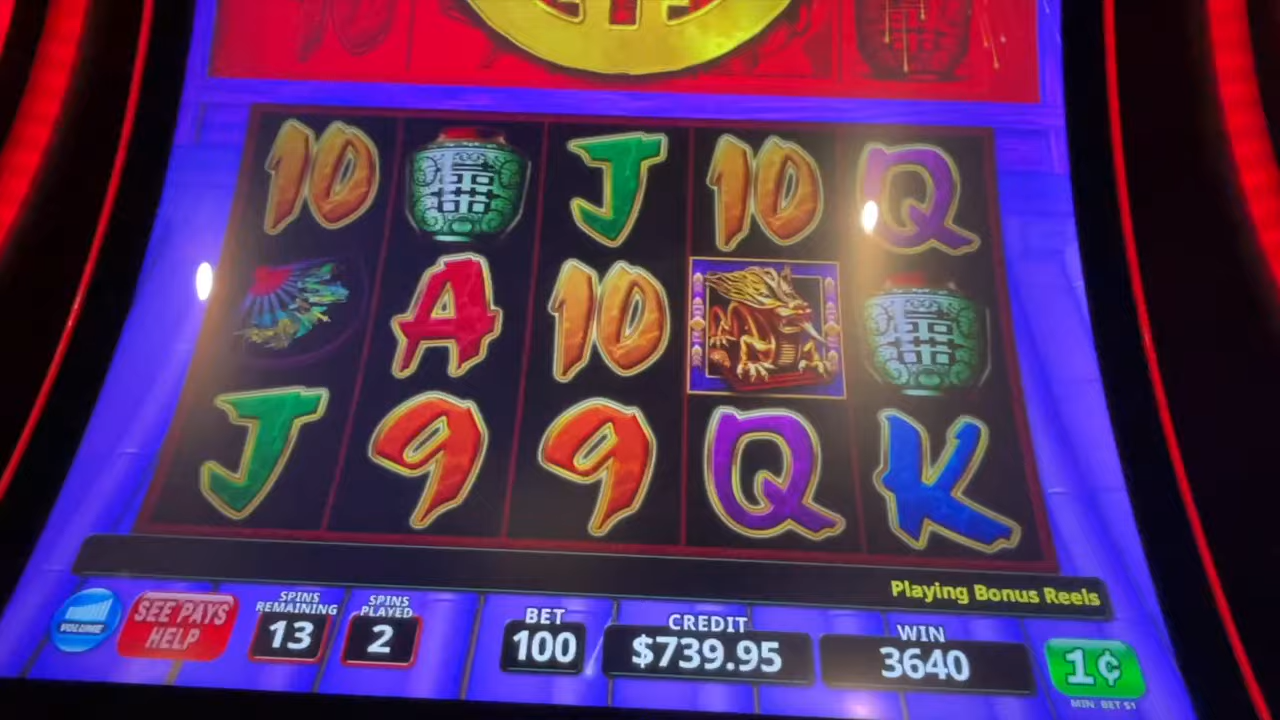 10 J 10 Q
A 10
J 9 9 Q K
Playing Bonus Reels
VOLUME
SEE PAYS
HELP
SPINS
REMAINING
13
SPINS
PLAYED
2
BET
100
CREDIT
$739.95
WIN
3640
1¢
MIN. BET $1